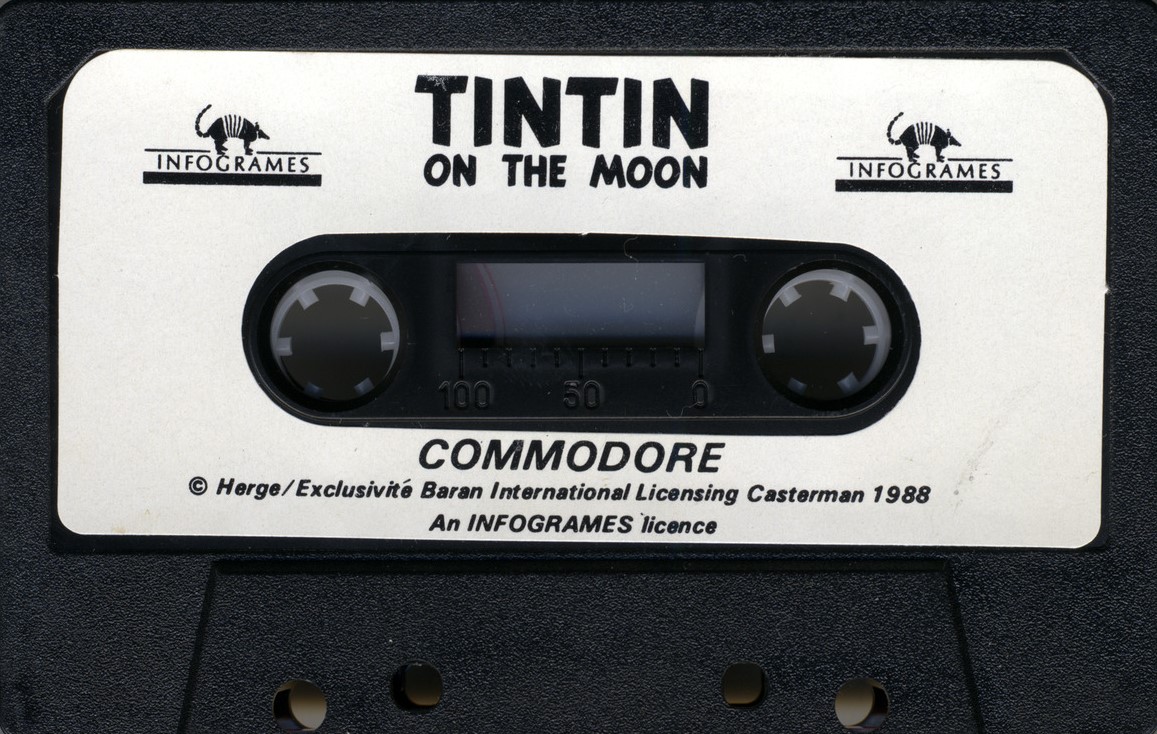 TINTIN
ON THE MOON
INFOGRAMES
INFOGRAMES
100 50 0
COMMODORE
© Herge/Exclusivité Baran International Licensing Casterman 1988
An INFOGRAMES licence